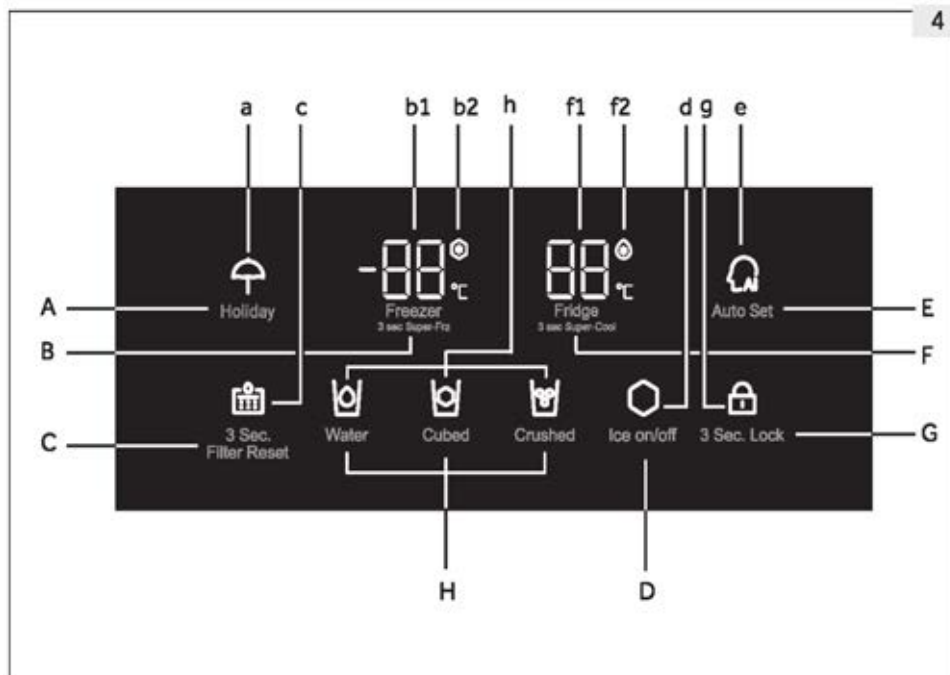 4
a c b1 b2 h f1 f2 d g e
-88 °C 88 °C
A Holiday Freezer Fridge Auto Set E
B 3 sec Super-Frz 3 sec Super-Cool F
C 3 Sec. Water Cubed Crushed Ice on/off 3 Sec. Lock G
Filter Reset
H D